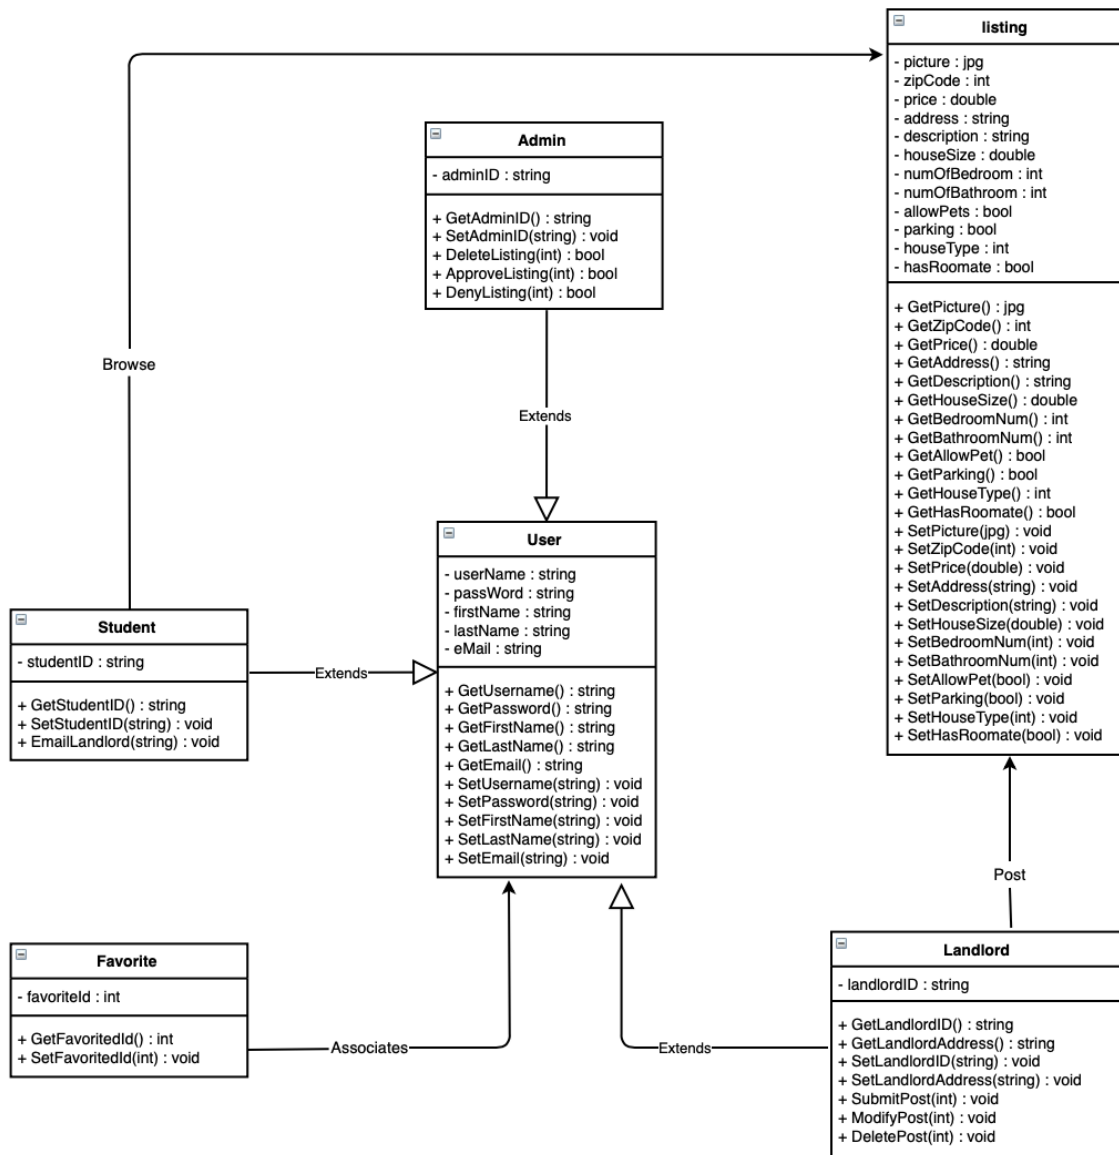 listing
- picture : jpg
- zipCode : int
- price : double
- address : string
- description : string
- houseSize : double
- numOfBedroom : int
- numOfBathroom : int
- allowPets : bool
- parking : bool
- houseType : int
- hasRoomate : bool
+ GetPicture() : jpg
+ GetZipCode() : int
+ GetPrice() : double
+ GetAddress() : string
+ GetDescription() : string
+ GetHouseSize() : double
+ GetBedroomNum() : int
+ GetBathroomNum() : int
+ GetAllowPet() : bool
+ GetParking() : bool
+ GetHouseType() : int
+ GetHasRoomate() : bool
+ SetPicture(jpg) : void
+ SetZipCode(int) : void
+ SetPrice(double) : void
+ SetAddress(string) : void
+ SetDescription(string) : void
+ SetHouseSize(double) : void
+ SetBedroomNum(int) : void
+ SetBathroomNum(int) : void
+ SetAllowPet(bool) : void
+ SetParking(bool) : void
+ SetHouseType(int) : void
+ SetHasRoomate(bool) : void
Admin
- adminID : string
+ GetAdminID() : string
+ SetAdminID(string) : void
+ DeleteListing(int) : bool
+ ApproveListing(int) : bool
+ DenyListing(int) : bool
Browse
Extends
User
- userName : string
- passWord : string
- firstName : string
- lastName : string
- eMail : string
+ GetUsername() : string
+ GetPassword() : string
+ GetFirstName() : string
+ GetLastName() : string
+ GetEmail() : string
+ SetUsername(string) : void
+ SetPassword(string) : void
+ SetFirstName(string) : void
+ SetLastName(string) : void
+ SetEmail(string) : void
Student
- studentID : string
+ GetStudentID() : string
+ SetStudentID(string) : void
+ EmailLandlord(string) : void
Extends
Post
Favorite
- favoriteId : int
+ GetFavoritedId() : int
+ SetFavoritedId(int) : void
Associates
Extends
Landlord
- landlordID : string
+ GetLandlordID() : string
+ GetLandlordAddress() : string
+ SetLandlordID(string) : void
+ SetLandlordAddress(string) : void
+ SubmitPost(int) : void
+ ModifyPost(int) : void
+ DeletePost(int) : void